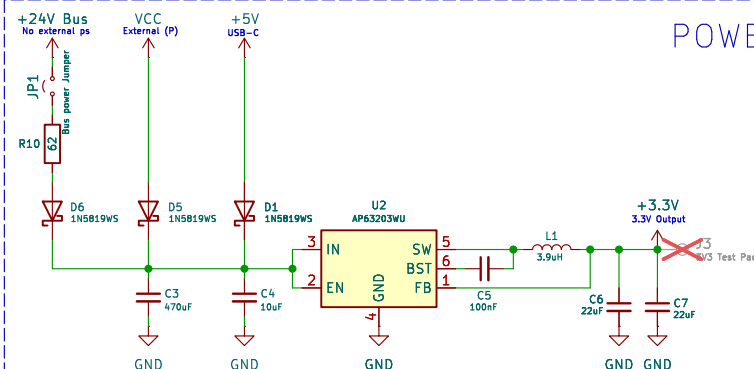 +24V Bus
No external ps
VCC
External (P)
+5V
USB-C
POWE
JP1
Bus power Jumper
R10
62
D6
1N5819WS
D5
1N5819WS
D1
1N5819WS
U2
AP63203WU
3
IN
SW
5
BST
6
2
EN
FB
1
GND
4
L1
3.9uH
+3.3V
3.3V Output
J3
3V3 Test Pad
C3
470uF
C4
10uF
C5
100nF
C6
22uF
C7
22uF
GND
GND
GND
GND
GND